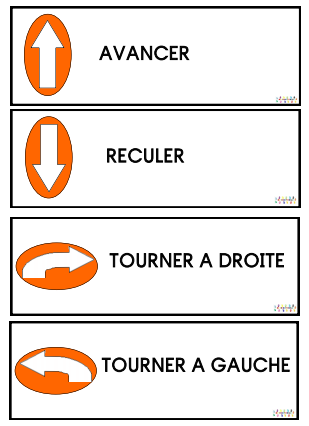 AVANCER
RECULER
TOURNER A DROITE
TOURNER A GAUCHE